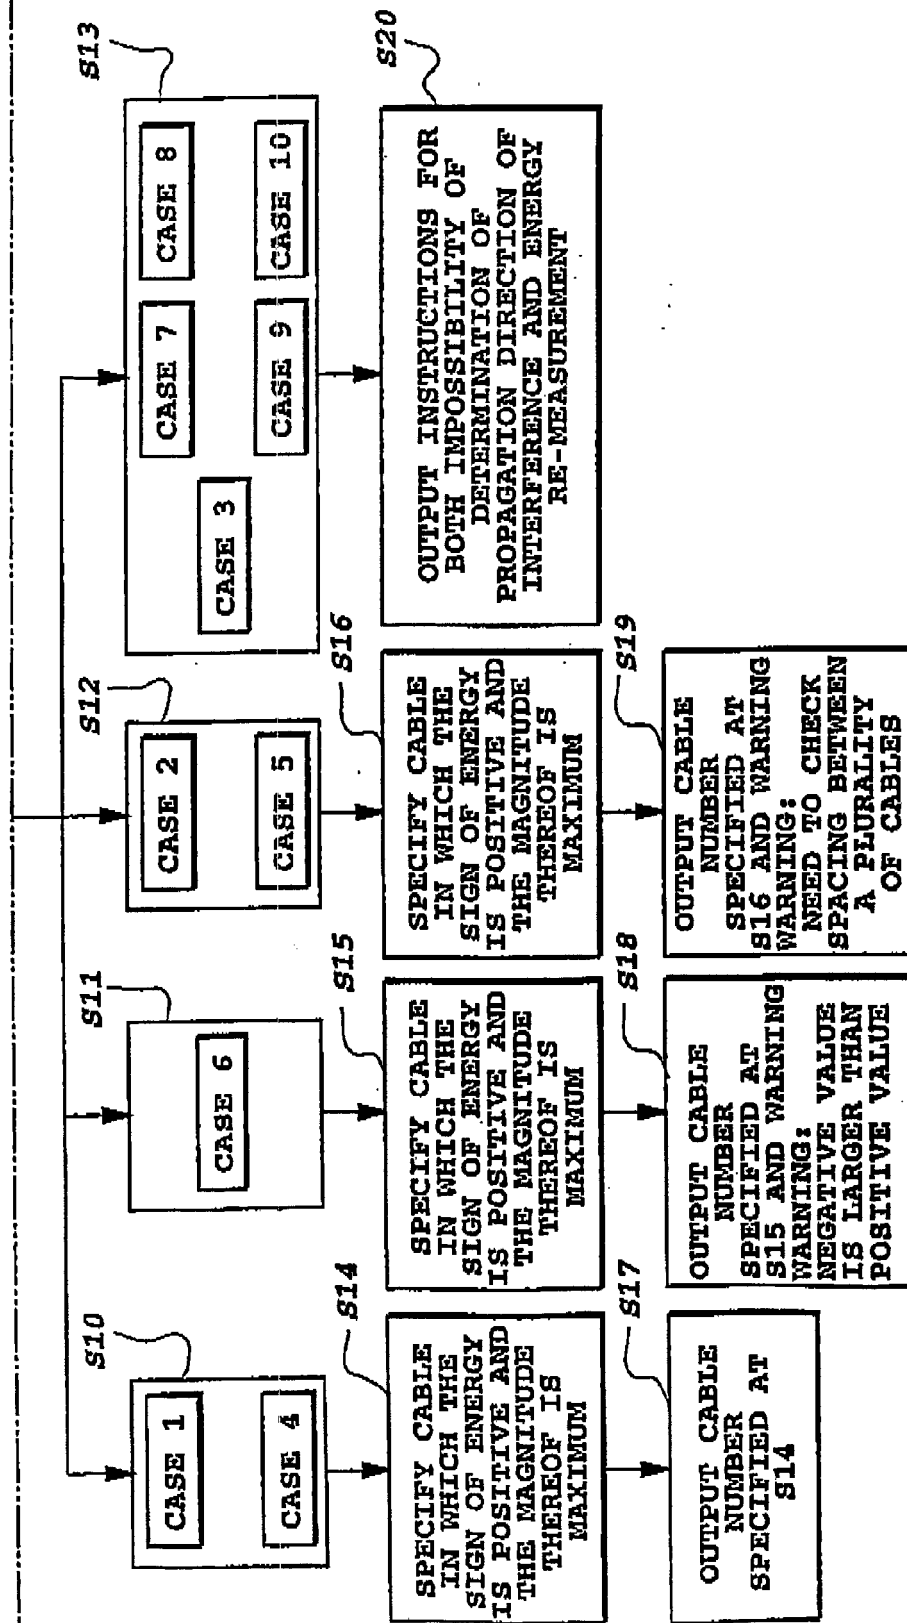 S10
CASE 1
CASE 4
S11
CASE 6
S12
CASE 2
CASE 5
S13
CASE 3
CASE 7
CASE 8
CASE 9
CASE 10
S14
SPECIFY CABLE
IN WHICH THE
SIGN OF ENERGY
IS POSITIVE AND
THE MAGNITUDE
THEREOF IS
MAXIMUM
S15
SPECIFY CABLE
IN WHICH THE
SIGN OF ENERGY
IS POSITIVE AND
THE MAGNITUDE
THEREOF IS
MAXIMUM
S16
SPECIFY CABLE
IN WHICH THE
SIGN OF ENERGY
IS POSITIVE AND
THE MAGNITUDE
THEREOF IS
MAXIMUM
S20
OUTPUT INSTRUCTIONS FOR
BOTH IMPOSSIBILITY OF
DETERMINATION OF
PROPAGATION DIRECTION OF
INTERFERENCE AND ENERGY
RE-MEASUREMENT
S17
OUTPUT CABLE
NUMBER
SPECIFIED AT
S14
S18
OUTPUT CABLE
NUMBER
SPECIFIED AT
S15 AND WARNING
WARNING:
NEGATIVE VALUE
IS LARGER THAN
POSITIVE VALUE
S19
OUTPUT CABLE
NUMBER
SPECIFIED AT
S16 AND WARNING
WARNING:
NEED TO CHECK
SPACING BETWEEN
A PLURALITY
OF CABLES